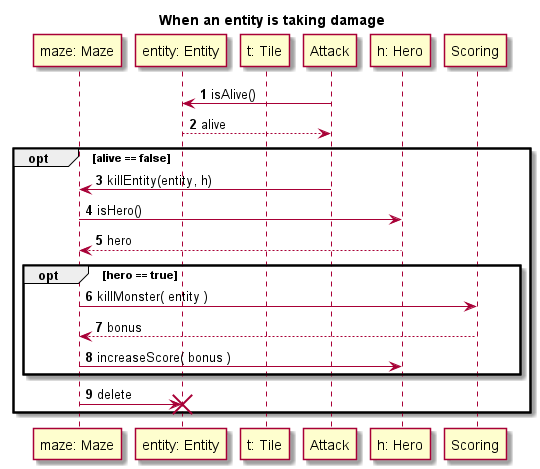 When an entity is taking damage
maze: Maze entity: Entity t: Tile Attack h: Hero Scoring
1 isAlive()
2 alive
opt [alive == false]
3 killEntity(entity, h)
4 isHero()
5 hero
opt [hero == true]
6 killMonster( entity )
7 bonus
8 increaseScore( bonus )
9 delete
maze: Maze entity: Entity t: Tile Attack h: Hero Scoring